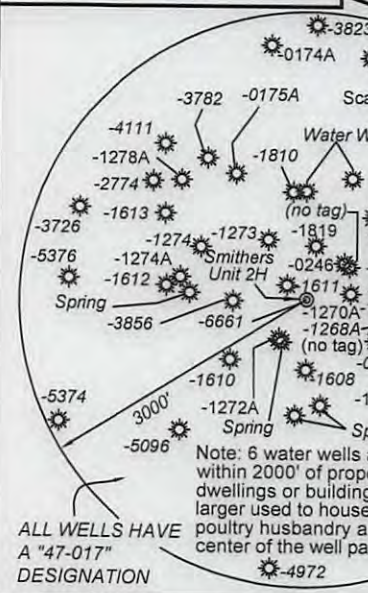 -3823
-0174A
Sca
-3782
-0175A
-4111
Water W
-1278A
-1810
-2774
-1613
(no tag)
-3726
-1819
-1274
-1273
-5376
-1274A
Smithers
-0246
Unit 2H
-1612
-1611
Spring
-1270A
-3856
-6661
-1268A
(no tag)
-1610
-1608
3000'
-5374
-1272A
Spring
Sp
-5096
Note: 6 water wells a
within 2000' of prope
dwellings or building
larger used to house
poultry husbandry a
center of the well pa
ALL WELLS HAVE
A "47-017"
DESIGNATION
-4972